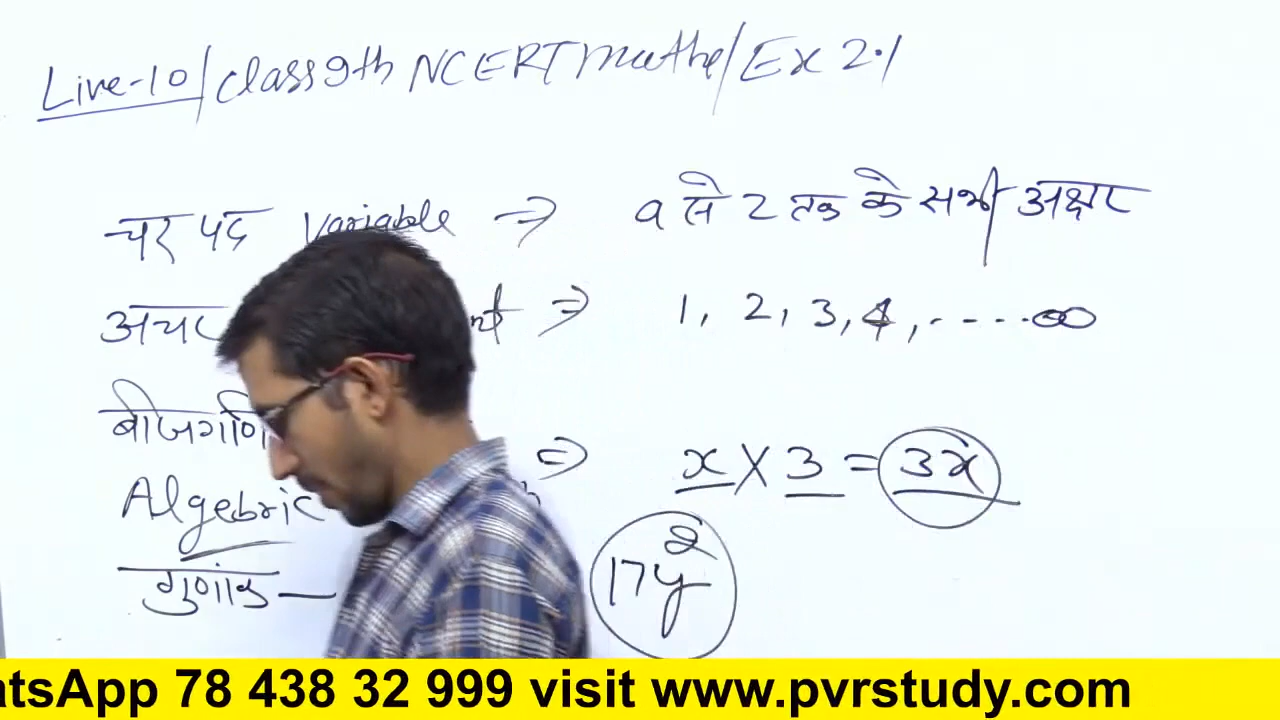 Live-10/class 9th NCERT maths/Ex 2.1
चर पद variable ⇒ a से z तक के सभी अक्षर
अचर ⇒ 1, 2, 3, 4, ....∞
बीजगणि ⇒ x × 3 = 3x
Algebric
17y²
गुणांक —
atsApp 78 438 32 999 visit www.pvrstudy.com